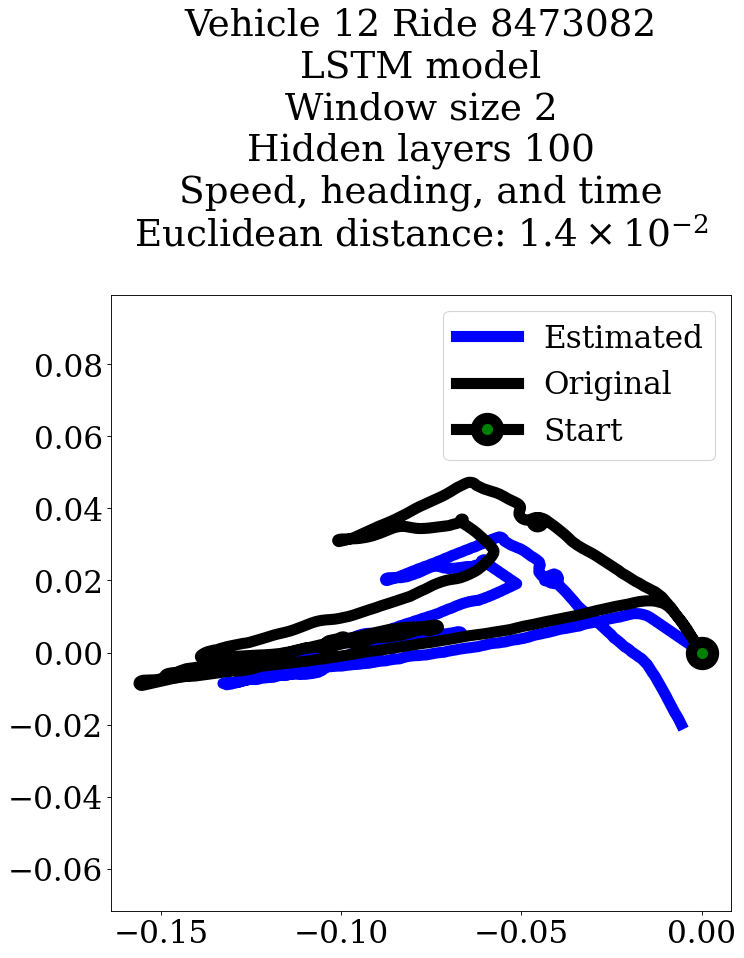 Vehicle 12 Ride 8473082
LSTM model
Window size 2
Hidden layers 100
Speed, heading, and time
Euclidean distance: 1.4 × 10⁻²
Estimated
Original
Start
0.08
0.06
0.04
0.02
0.00
−0.02
−0.04
−0.06
−0.15 −0.10 −0.05 0.00